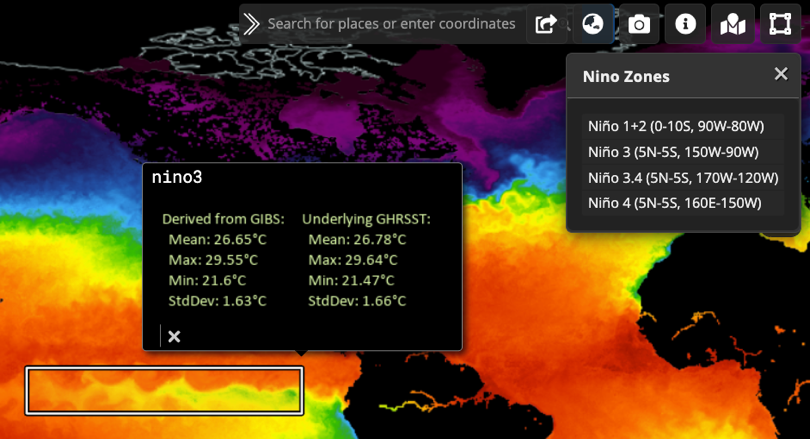 Search for places or enter coordinates
Nino Zones
Niño 1+2 (0-10S, 90W-80W)
Niño 3 (5N-5S, 150W-90W)
Niño 3.4 (5N-5S, 170W-120W)
Niño 4 (5N-5S, 160E-150W)
nino3
Derived from GIBS: Underlying GHRSST:
Mean: 26.65°C Mean: 26.78°C
Max: 29.55°C Max: 29.64°C
Min: 21.6°C Min: 21.47°C
StdDev: 1.63°C StdDev: 1.66°C